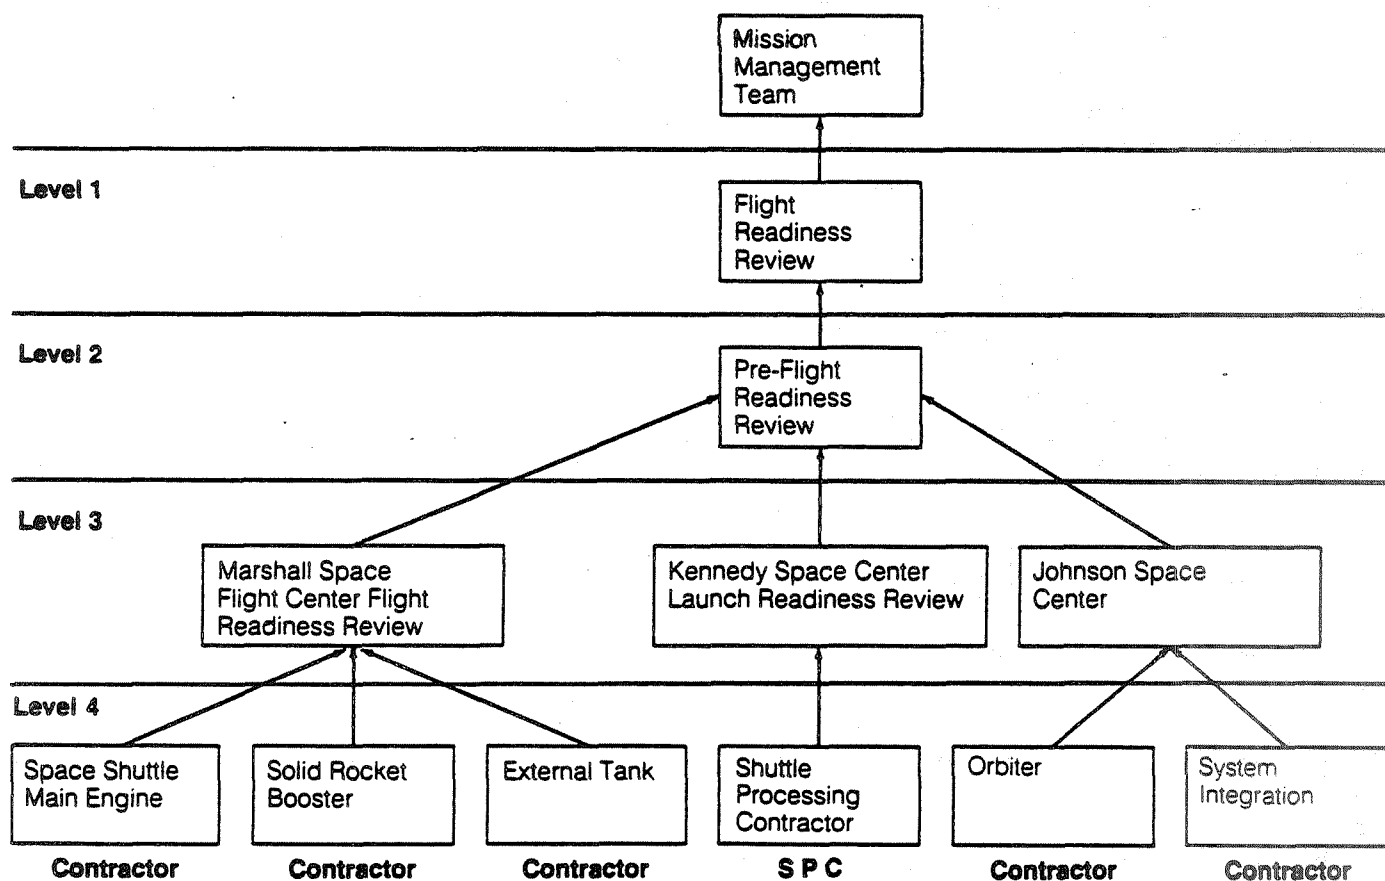 Mission
Management
Team
Level 1
Flight
Readiness
Review
Level 2
Pre-Flight
Readiness
Review
Level 3
Marshall Space
Flight Center Flight
Readiness Review
Kennedy Space Center
Launch Readiness Review
Johnson Space
Center
Level 4
Space Shuttle
Main Engine
Solid Rocket
Booster
External Tank
Shuttle
Processing
Contractor
Orbiter
System
Integration
Contractor
Contractor
Contractor
S P C
Contractor
Contractor